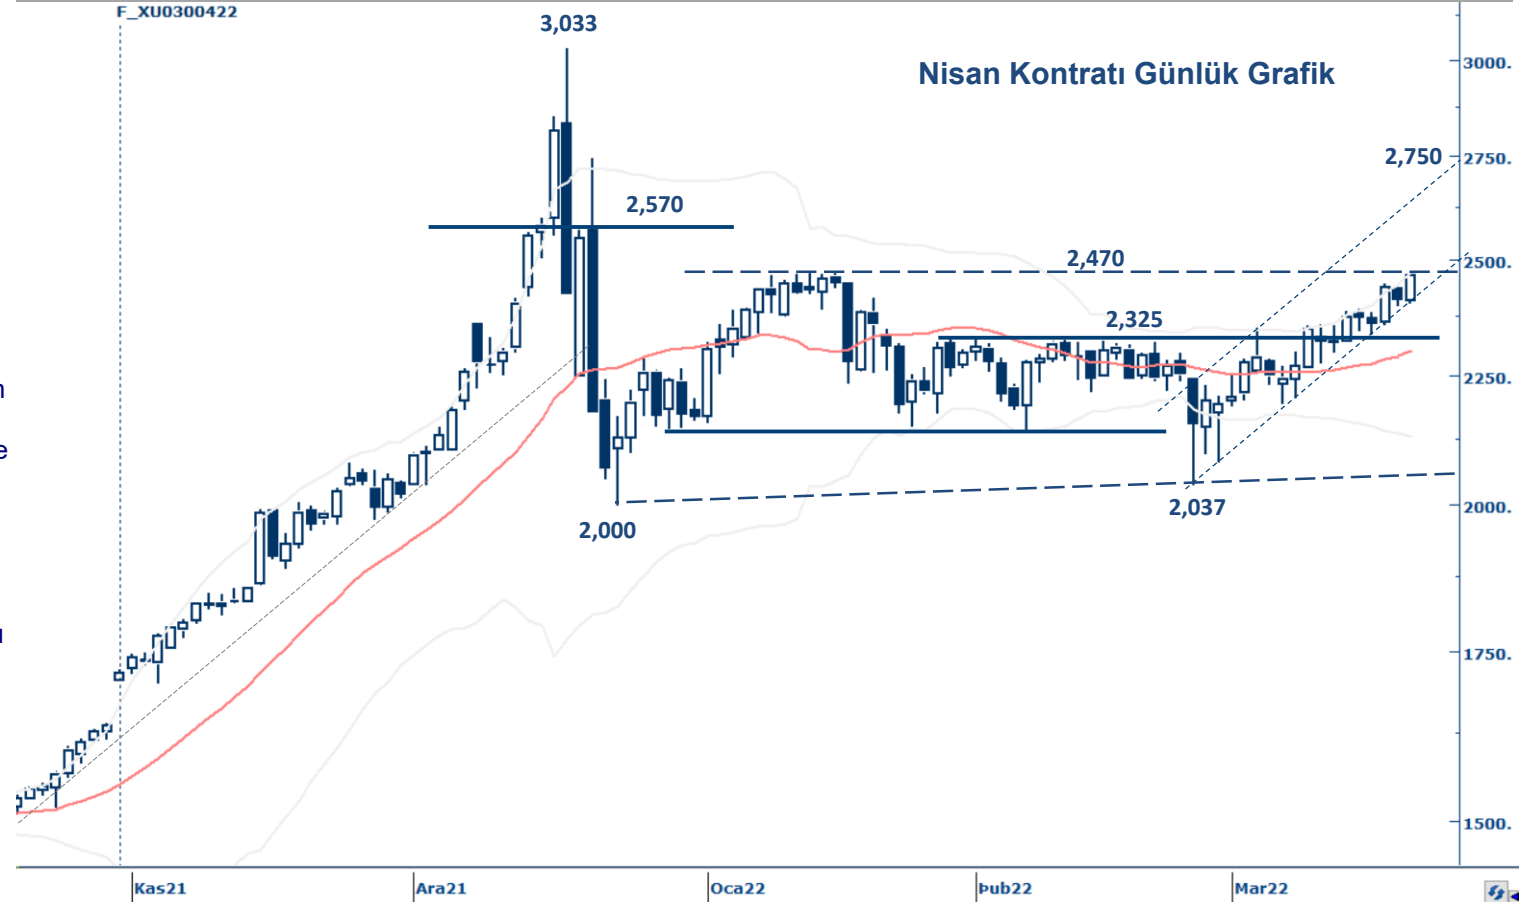 F_XU0300422
3,033
Nisan Kontratı Günlük Grafik
3000.
2,750
2750.
2,570
2,470
2500.
2,325
2250.
n
e
2,000
2,037
2000.
ı
1750.
1500.
Kas21
Ara21
Oca22
Þub22
Mar22